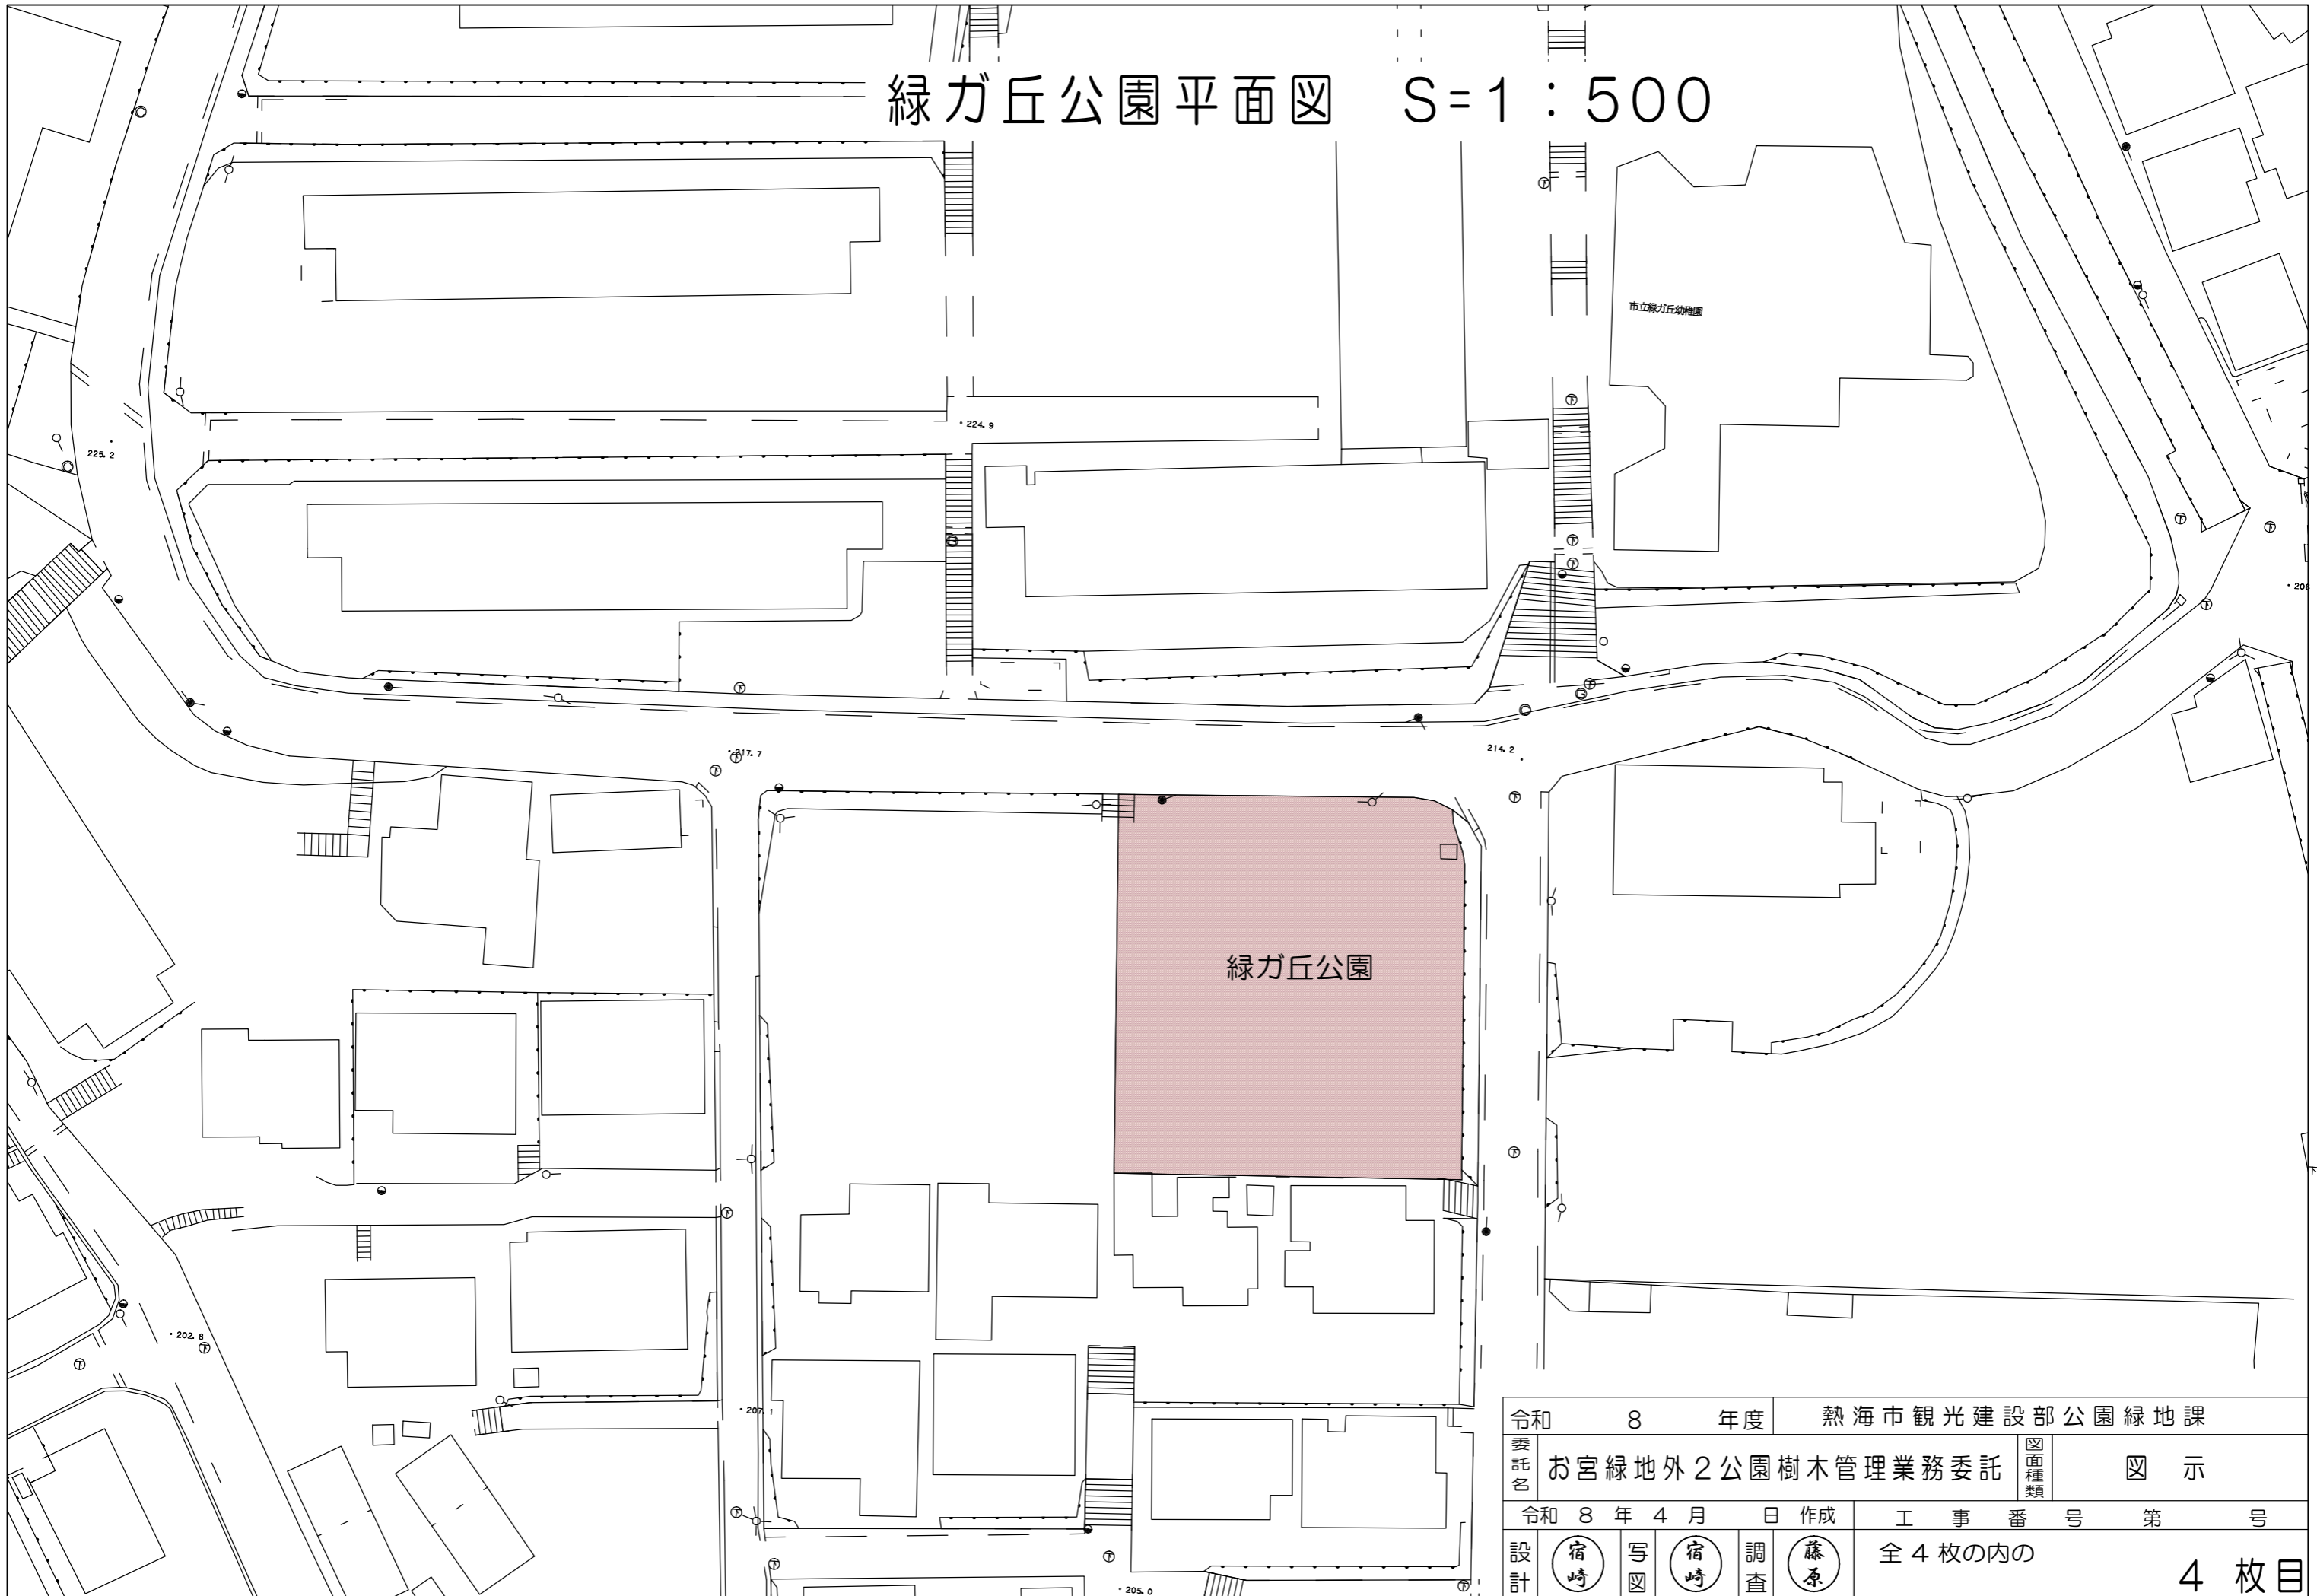 緑ガ丘公園平面図　S=1：500
市立緑ガ丘幼稚園
224.9
225.2
206
217.7
214.2
緑ガ丘公園
202.8
207.1
205.0
令和　8　年度　熱海市観光建設部公園緑地課
委託名　お宮緑地外２公園樹木管理業務委託　図面種類　図示
令和　8　年　4　月　日　作成　工事番号　第　号
設計　宿崎　写図　宿崎　調査　藤原　全 4 枚の内の　4 枚目